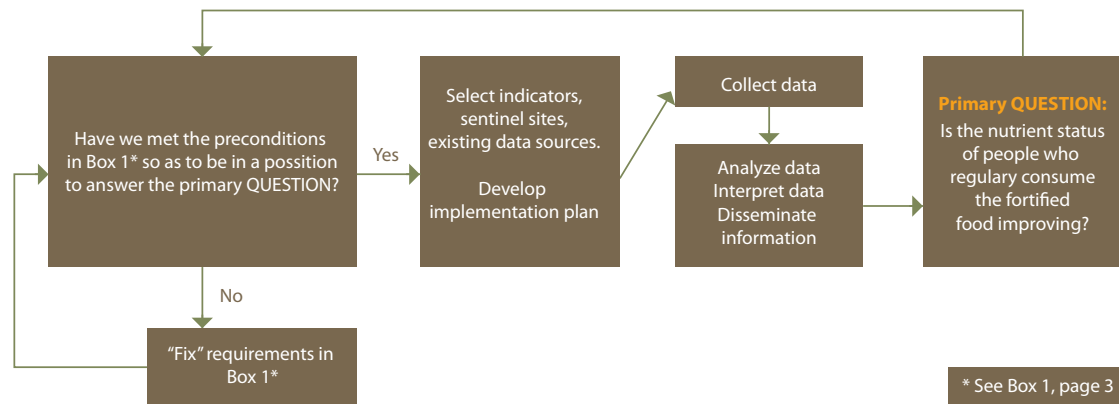 Have we met the preconditions
in Box 1* so as to be in a possition
to answer the primary QUESTION?
Yes
No
“Fix” requirements in
Box 1*
Select indicators,
sentinel sites,
existing data sources.
Develop
implementation plan
Collect data
Analyze data
Interpret data
Disseminate
information
Primary QUESTION:
Is the nutrient status
of people who
regulary consume
the fortified
food improving?
* See Box 1, page 3